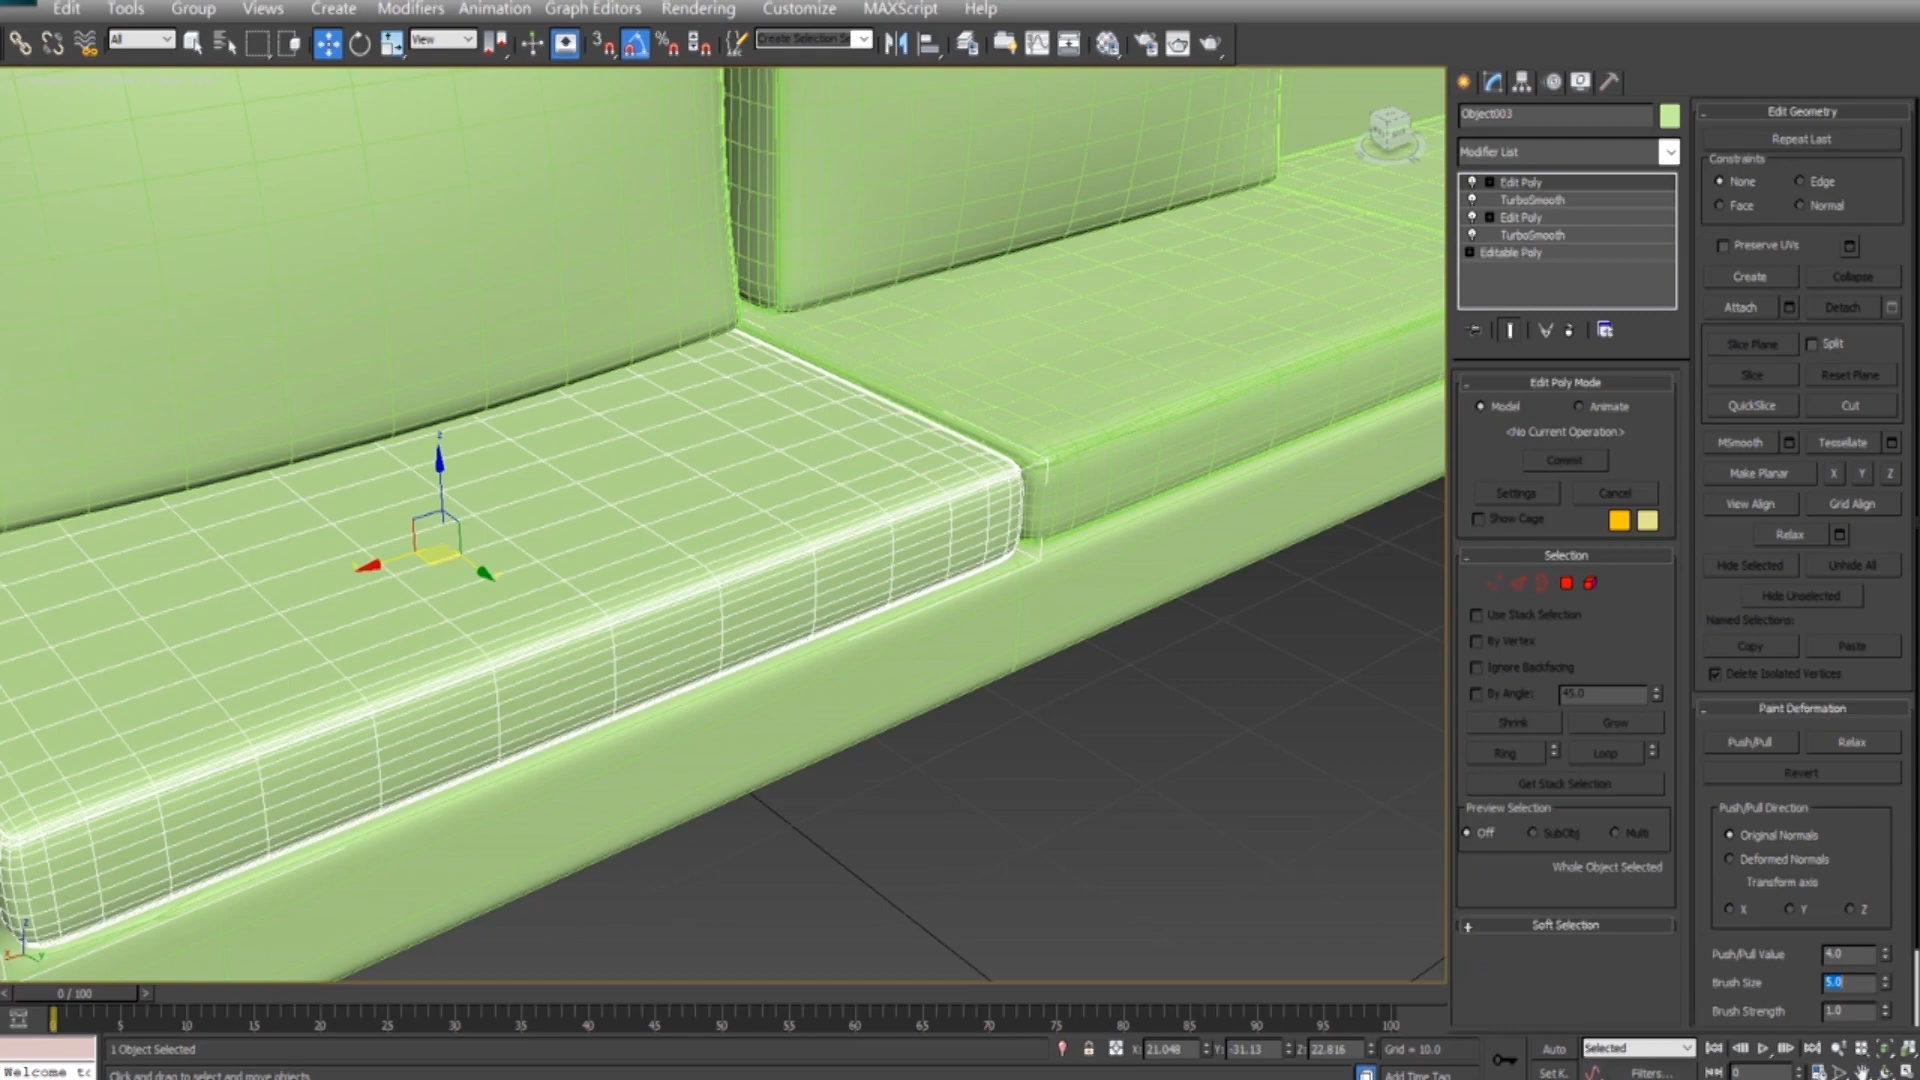 Edit Tools Group Views Create Modifiers Animation Graph Editors Rendering Customize MAXScript Help
All View Create Selection Se
Object003
Modifier List
Edit Poly
TurboSmooth
Edit Poly
TurboSmooth
Editable Poly
Edit Poly Mode
Model Animate
<No Current Operation>
Commit
Settings Cancel
Show Cage
Selection
Use Stack Selection
By Vertex
Ignore Backfacing
By Angle: 45.0
Shrink Grow
Ring Loop
Get Stack Selection
Preview Selection
Off SubObj Multi
Whole Object Selected
Soft Selection
Edit Geometry
Repeat Last
Constraints
None Edge
Face Normal
Preserve UVs
Create Collapse
Attach Detach
Slice Plane Split
Slice Reset Plane
QuickSlice Cut
MSmooth Tessellate
Make Planar X Y Z
View Align Grid Align
Relax
Hide Selected Unhide All
Hide Unselected
Named Selections:
Copy Paste
Delete Isolated Vertices
Paint Deformation
Push/Pull Relax
Revert
Push/Pull Direction
Original Normals
Deformed Normals
Transform axis
X Y Z
Push/Pull Value 4.0
Brush Size 5.0
Brush Strength 1.0
0 / 100
0 5 10 15 20 25 30 35 40 45 50 55 60 65 70 75 80 85 90 95 100
1 Object Selected X: 21.048 Y: -31.13 Z: 22.816 Grid = 10.0 Auto Selected
Welcome to Click and drag to select and move objects Add Time Tag Set K. Filters... 0